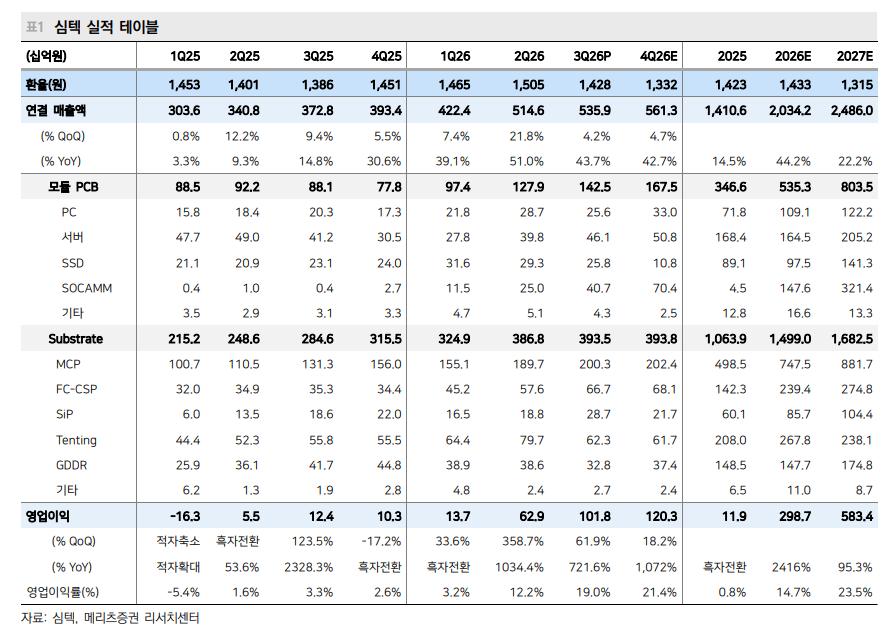 표1 심텍 실적 테이블
(십억원) 1Q25 2Q25 3Q25 4Q25 1Q26 2Q26 3Q26P 4Q26E 2025 2026E 2027E
환율(원) 1,453 1,401 1,386 1,451 1,465 1,505 1,428 1,332 1,423 1,433 1,315
연결 매출액 303.6 340.8 372.8 393.4 422.4 514.6 535.9 561.3 1,410.6 2,034.2 2,486.0
(% QoQ) 0.8% 12.2% 9.4% 5.5% 7.4% 21.8% 4.2% 4.7%
(% YoY) 3.3% 9.3% 14.8% 30.6% 39.1% 51.0% 43.7% 42.7% 14.5% 44.2% 22.2%
모듈 PCB 88.5 92.2 88.1 77.8 97.4 127.9 142.5 167.5 346.6 535.3 803.5
PC 15.8 18.4 20.3 17.3 21.8 28.7 25.6 33.0 71.8 109.1 122.2
서버 47.7 49.0 41.2 30.5 27.8 39.8 46.1 50.8 168.4 164.5 205.2
SSD 21.1 20.9 23.1 24.0 31.6 29.3 25.8 10.8 89.1 97.5 141.3
SOCAMM 0.4 1.0 0.4 2.7 11.5 25.0 40.7 70.4 4.5 147.6 321.4
기타 3.5 2.9 3.1 3.3 4.7 5.1 4.3 2.5 12.8 16.6 13.3
Substrate 215.2 248.6 284.6 315.5 324.9 386.8 393.5 393.8 1,063.9 1,499.0 1,682.5
MCP 100.7 110.5 131.3 156.0 155.1 189.7 200.3 202.4 498.5 747.5 881.7
FC-CSP 32.0 34.9 35.3 34.4 45.2 57.6 66.7 68.1 142.3 239.4 274.8
SiP 6.0 13.5 18.6 22.0 16.5 18.8 28.7 21.7 60.1 85.7 104.4
Tenting 44.4 52.3 55.8 55.5 64.4 79.7 62.3 61.7 208.0 267.8 238.1
GDDR 25.9 36.1 41.7 44.8 38.9 38.6 32.8 37.4 148.5 147.7 174.8
기타 6.2 1.3 1.9 2.8 4.8 2.4 2.7 2.4 6.5 11.0 8.7
영업이익 -16.3 5.5 12.4 10.3 13.7 62.9 101.8 120.3 11.9 298.7 583.4
(% QoQ) 적자축소 흑자전환 123.5% -17.2% 33.6% 358.7% 61.9% 18.2%
(% YoY) 적자확대 53.6% 2328.3% 흑자전환 흑자전환 1034.4% 721.6% 1,072% 흑자전환 2416% 95.3%
영업이익률(%) -5.4% 1.6% 3.3% 2.6% 3.2% 12.2% 19.0% 21.4% 0.8% 14.7% 23.5%
자료: 심텍, 메리츠증권 리서치센터